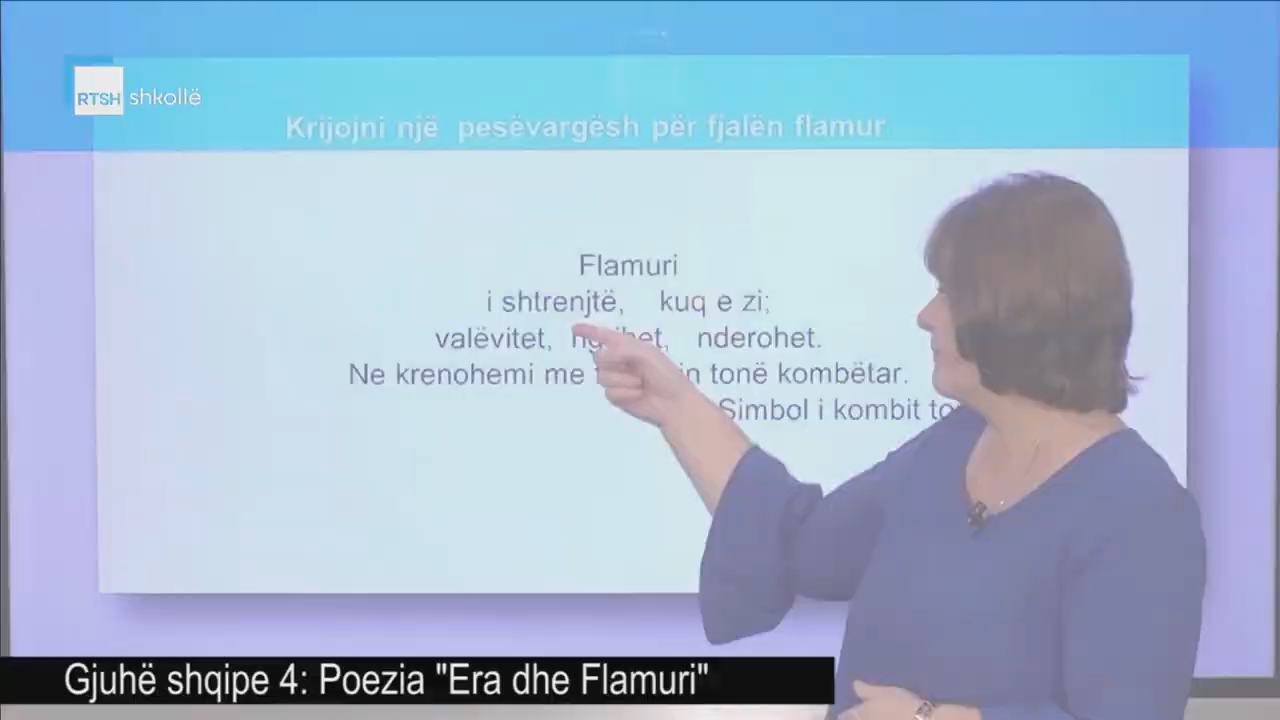 RTSH shkollë
Krijojni një pesëvargësh për fjalën flamur
Flamuri
i shtrenjtë, kuq e zi;
valëvitet, nderohet.
Ne krenohemi me tonë kombëtar.
Simbol i kombit
Gjuhë shqipe 4: Poezia "Era dhe Flamuri"